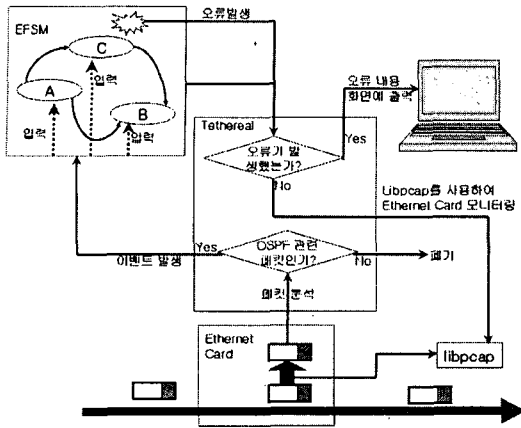 EFSM
오류발생
C
A
B
입력
입력
입력
Tethereal
오류 내용
화면에 출력
Yes
오류가 발
생했는가?
No
Libpcap를 사용하여
Ethernet Card 모니터링
Yes
이벤트 발생
OSPF 관련
패킷인가?
No
폐기
패킷 분석
Ethernet
Card
libpcap